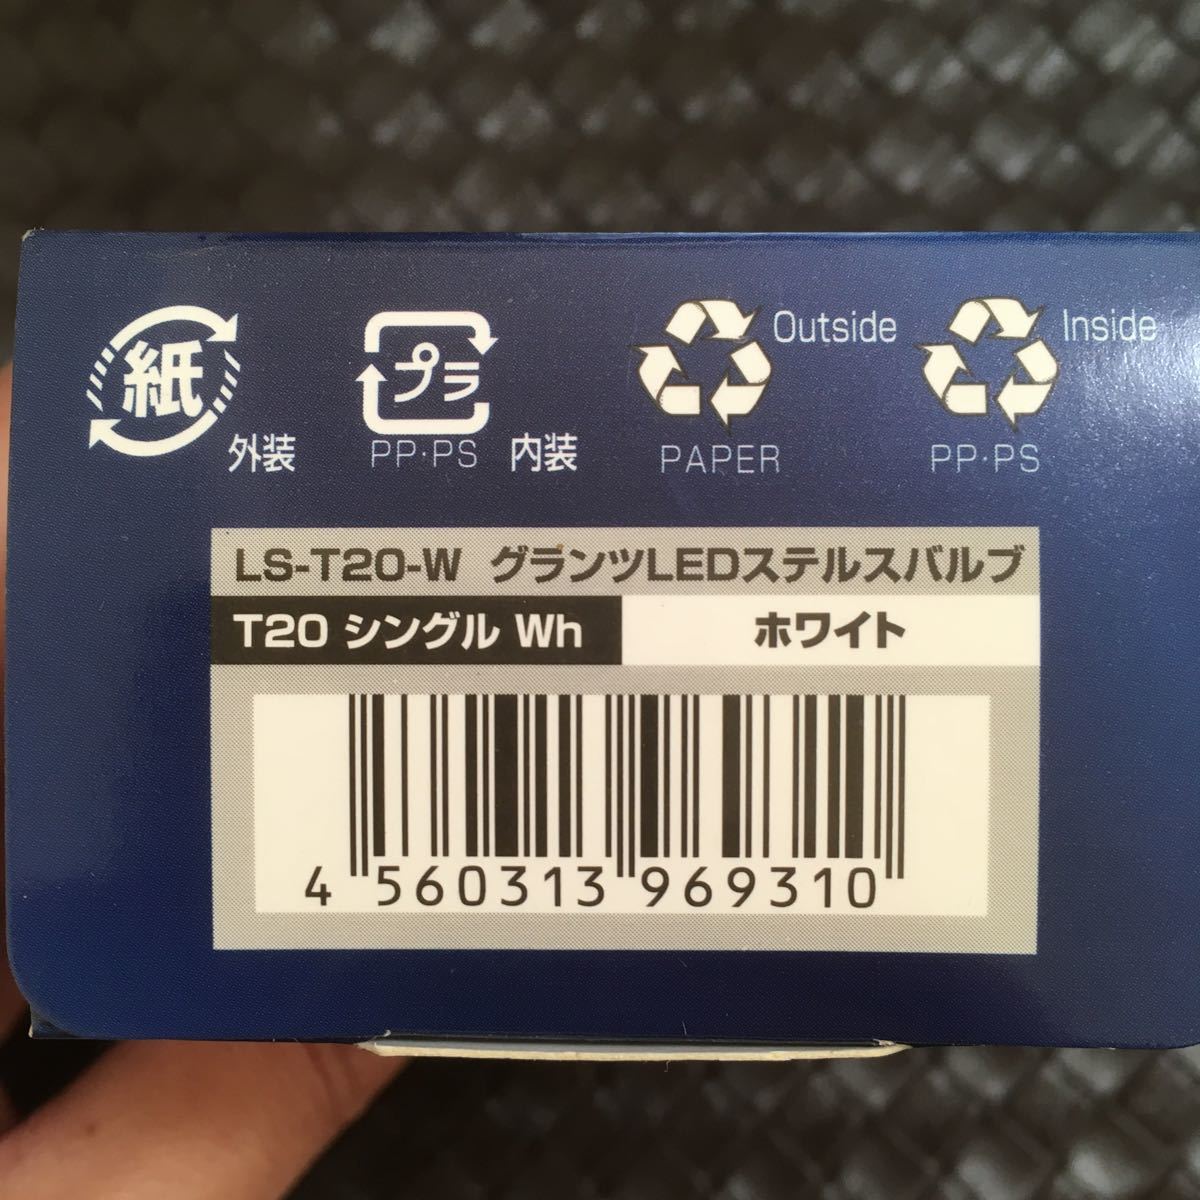 紙 外装 プラ PP·PS 内装 Outside PAPER Inside PP·PS
LS-T20-W グランツLEDステルスバルブ
T20 シングル Wh ホワイト
4 560313 969310